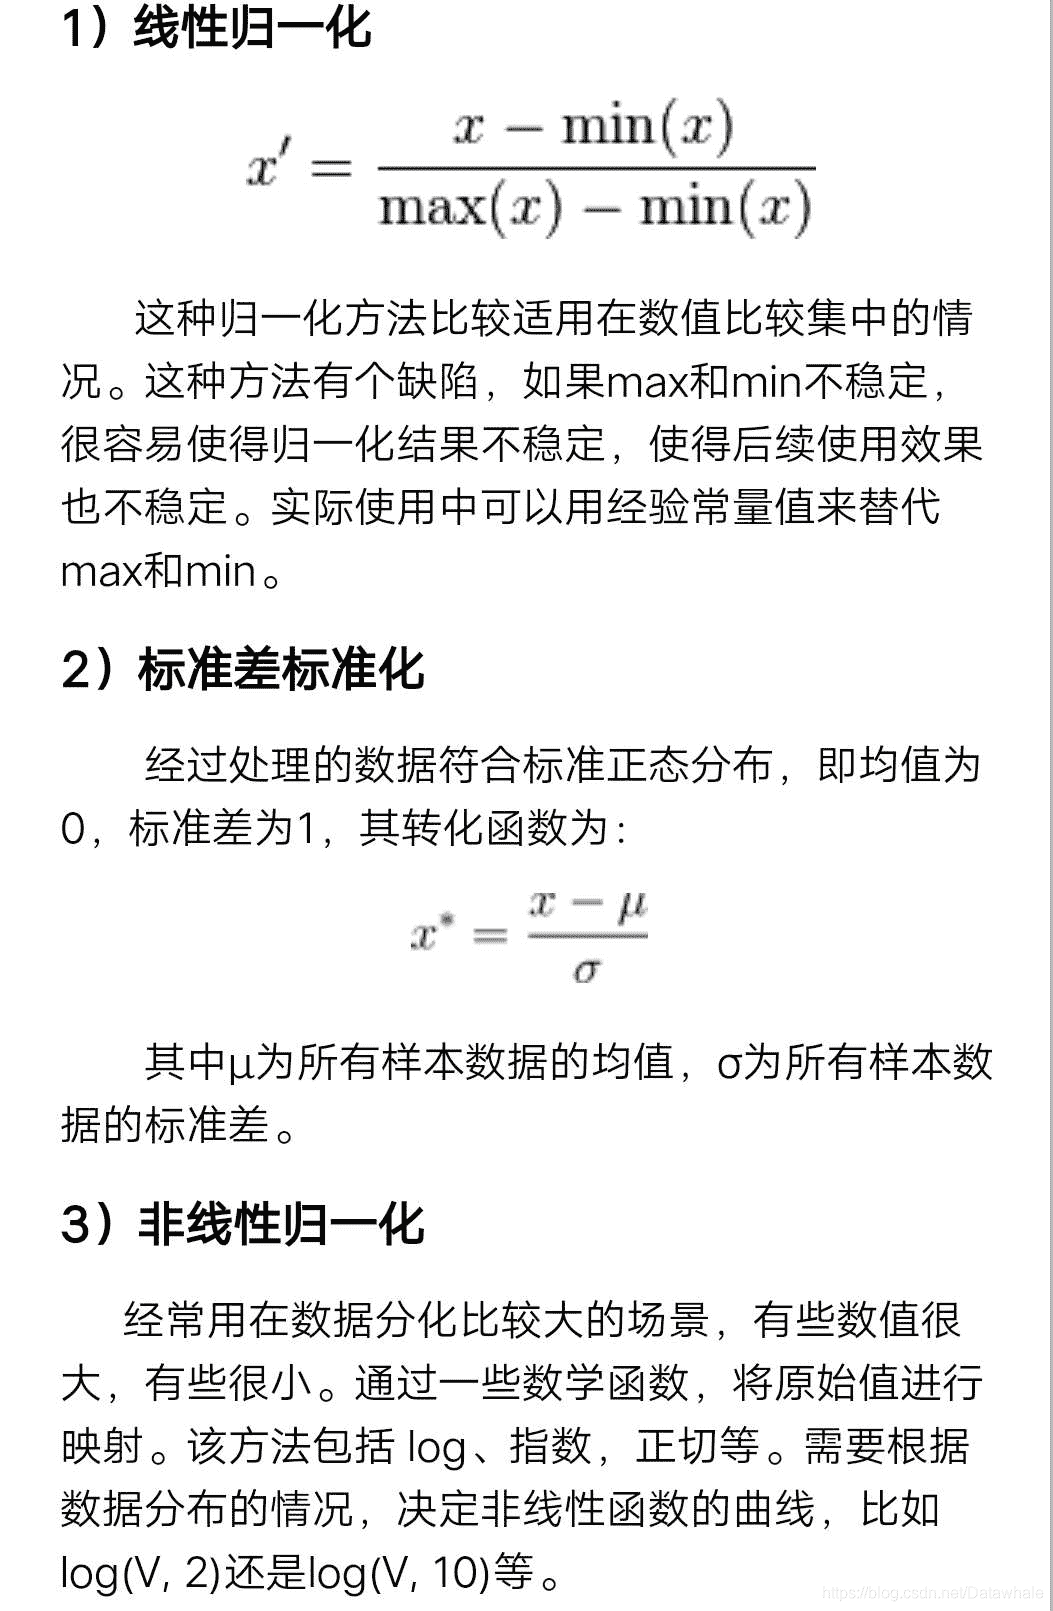 1）线性归一化
x′ = (x − min(x)) / (max(x) − min(x))
这种归一化方法比较适用在数值比较集中的情
况。这种方法有个缺陷，如果max和min不稳定，
很容易使得归一化结果不稳定，使得后续使用效果
也不稳定。实际使用中可以用经验常量值来替代
max和min。
2）标准差标准化
经过处理的数据符合标准正态分布，即均值为
0，标准差为1，其转化函数为：
x* = (x − μ) / σ
其中μ为所有样本数据的均值，σ为所有样本数
据的标准差。
3）非线性归一化
经常用在数据分化比较大的场景，有些数值很
大，有些很小。通过一些数学函数，将原始值进行
映射。该方法包括 log、指数，正切等。需要根据
数据分布的情况，决定非线性函数的曲线，比如
log(V, 2)还是log(V, 10)等。
https://blog.csdn.net/Datawhale